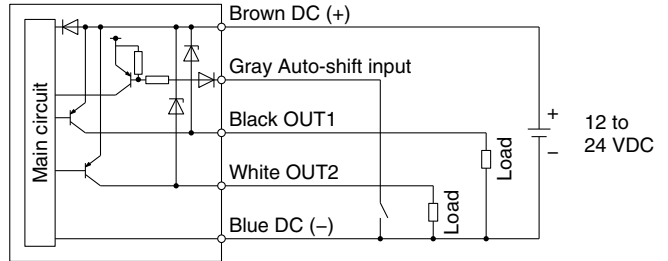 Brown DC (+)
Gray Auto-shift input
Main circuit
Black OUT1
+
12 to
−
24 VDC
Load
White OUT2
Load
Blue DC (−)